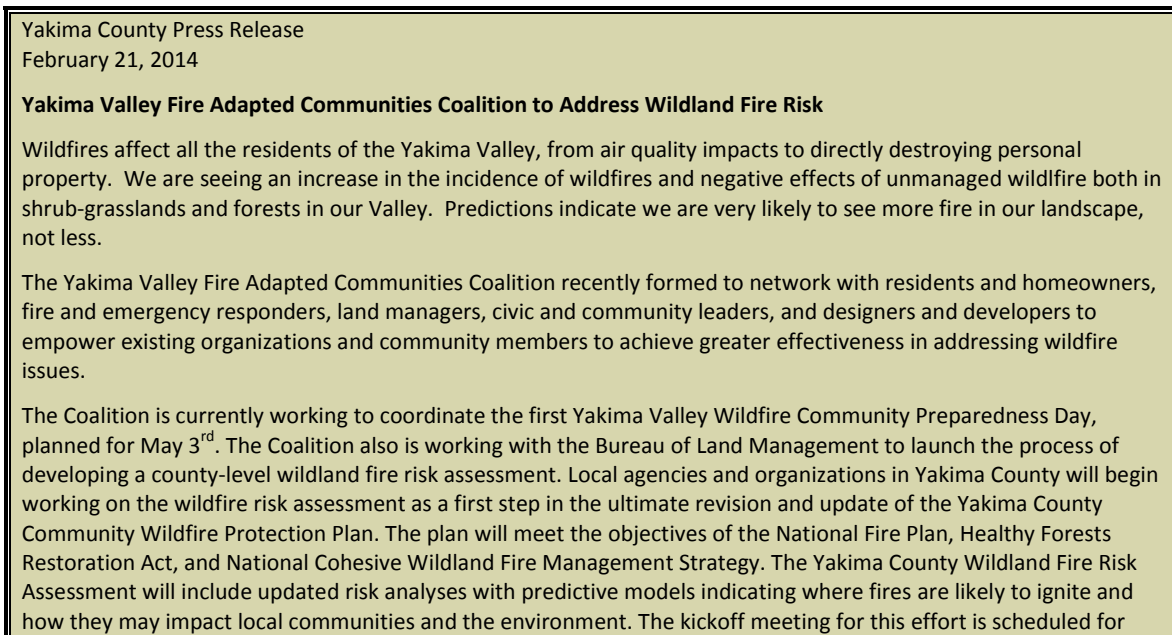 Yakima County Press Release
February 21, 2014
Yakima Valley Fire Adapted Communities Coalition to Address Wildland Fire Risk
Wildfires affect all the residents of the Yakima Valley, from air quality impacts to directly destroying personal
property.  We are seeing an increase in the incidence of wildfires and negative effects of unmanaged wildlfire both in
shrub-grasslands and forests in our Valley.  Predictions indicate we are very likely to see more fire in our landscape,
not less.
The Yakima Valley Fire Adapted Communities Coalition recently formed to network with residents and homeowners,
fire and emergency responders, land managers, civic and community leaders, and designers and developers to
empower existing organizations and community members to achieve greater effectiveness in addressing wildfire
issues.
The Coalition is currently working to coordinate the first Yakima Valley Wildfire Community Preparedness Day,
planned for May 3rd. The Coalition also is working with the Bureau of Land Management to launch the process of
developing a county-level wildland fire risk assessment. Local agencies and organizations in Yakima County will begin
working on the wildfire risk assessment as a first step in the ultimate revision and update of the Yakima County
Community Wildfire Protection Plan. The plan will meet the objectives of the National Fire Plan, Healthy Forests
Restoration Act, and National Cohesive Wildland Fire Management Strategy. The Yakima County Wildland Fire Risk
Assessment will include updated risk analyses with predictive models indicating where fires are likely to ignite and
how they may impact local communities and the environment. The kickoff meeting for this effort is scheduled for